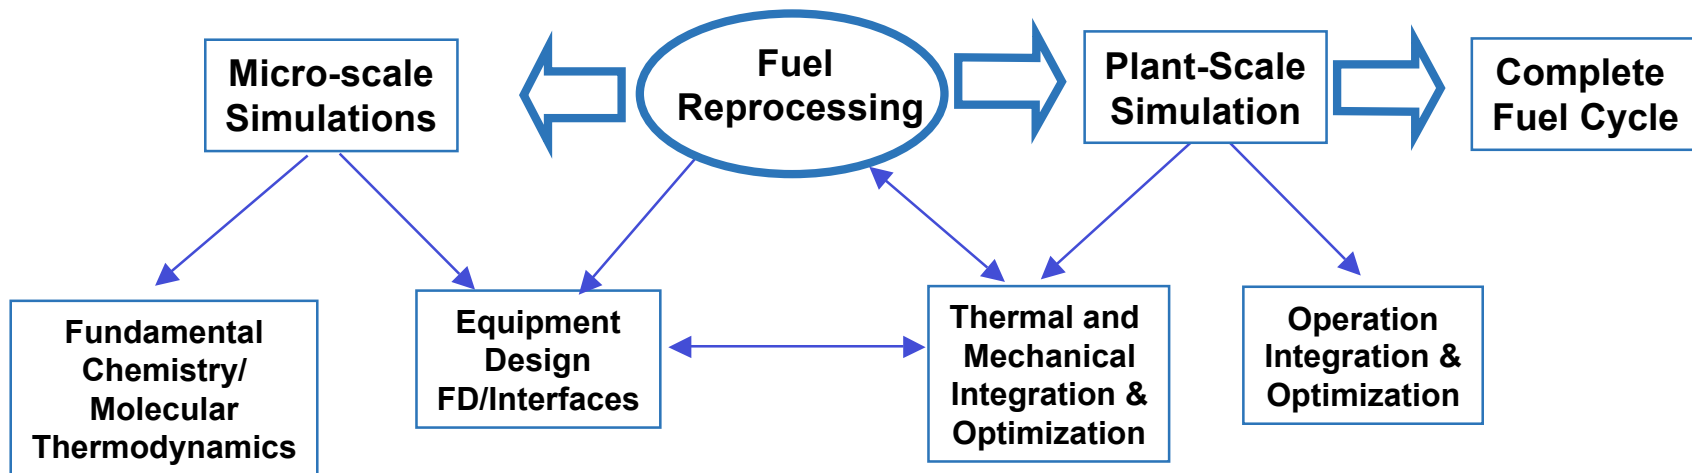 Micro-scale
Simulations
Fuel
Reprocessing
Plant-Scale
Simulation
Complete
Fuel Cycle
Fundamental
Chemistry/
Molecular
Thermodynamics
Equipment
Design
FD/Interfaces
Thermal and
Mechanical
Integration &
Optimization
Operation
Integration &
Optimization